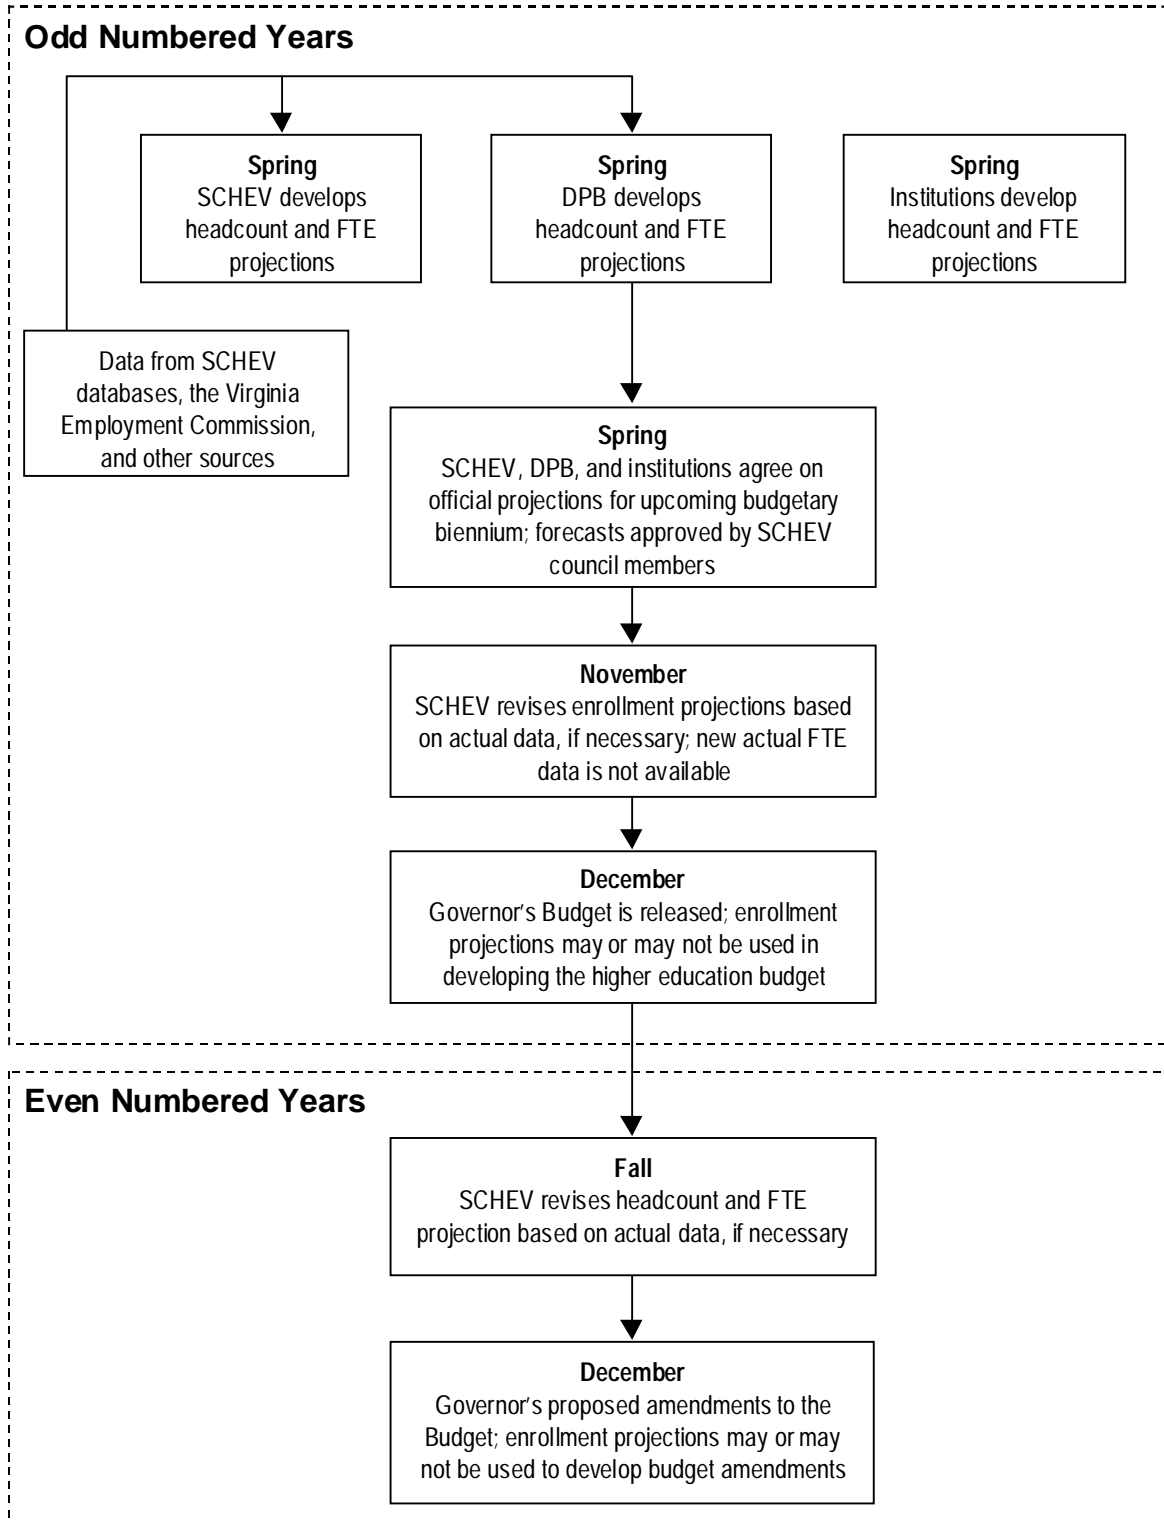 Odd Numbered Years
Spring
SCHEV develops
headcount and FTE
projections
Spring
DPB develops
headcount and FTE
projections
Spring
Institutions develop
headcount and FTE
projections
Data from SCHEV
databases, the Virginia
Employment Commission,
and other sources
Spring
SCHEV, DPB, and institutions agree on
official projections for upcoming budgetary
biennium; forecasts approved by SCHEV
council members
November
SCHEV revises enrollment projections based
on actual data, if necessary; new actual FTE
data is not available
December
Governor's Budget is released; enrollment
projections may or may not be used in
developing the higher education budget
Even Numbered Years
Fall
SCHEV revises headcount and FTE
projection based on actual data, if necessary
December
Governor's proposed amendments to the
Budget; enrollment projections may or may
not be used to develop budget amendments